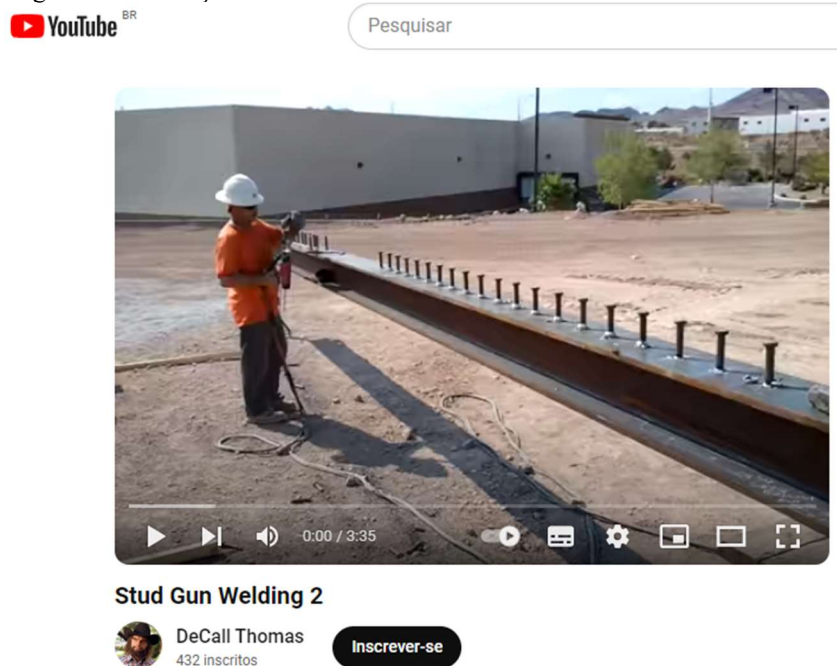 YouTube BR
Pesquisar
0:00 / 3:35
Stud Gun Welding 2
DeCall Thomas
Inscrever-se
432 inscritos